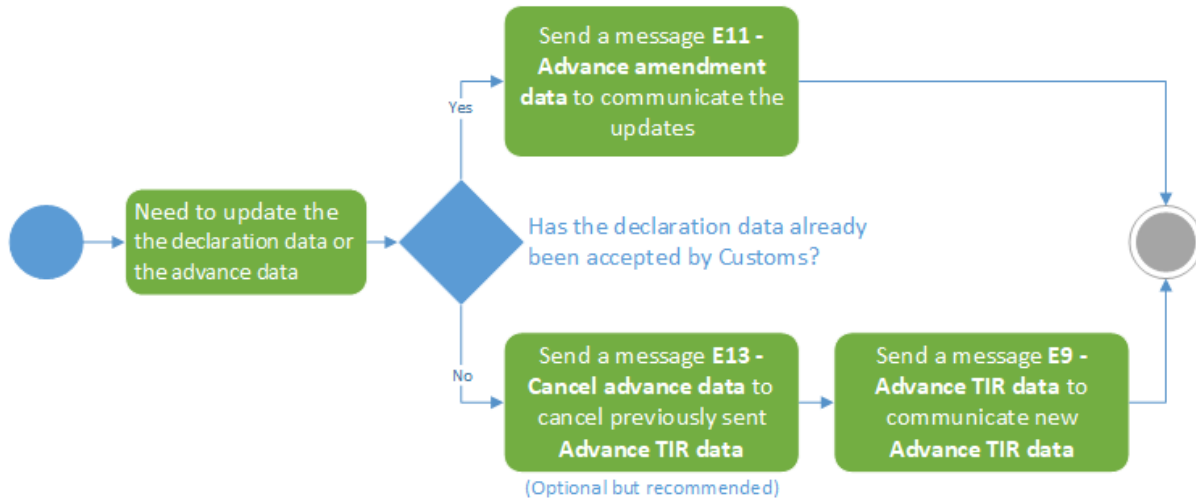 Send a message E11 -
Advance amendment
data to communicate the
updates
Yes
Need to update the
the declaration data or
the advance data
Has the declaration data already
been accepted by Customs?
No
Send a message E13 -
Cancel advance data to
cancel previously sent
Advance TIR data
(Optional but recommended)
Send a message E9 -
Advance TIR data to
communicate new
Advance TIR data